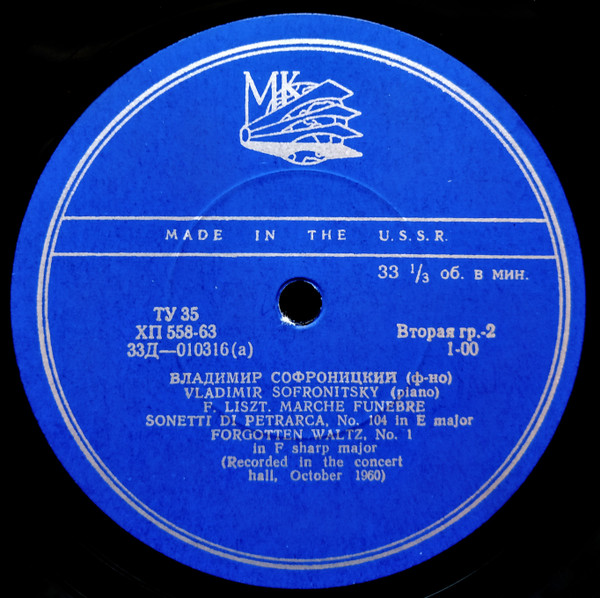 МК
MADE IN THE U.S.S.R.
33 1/3 об. в мин.
ТУ 35
ХП 558-63
33Д—010316(а)
Вторая гр.-2
1-00
ВЛАДИМИР СОФРОНИЦКИЙ (ф-но)
VLADIMIR SOFRONITSKY (piano)
F. LISZT. MARCHE FUNEBRE
SONETTI DI PETRARCA, No. 104 in E major
FORGOTTEN WALTZ, No. 1
in F sharp major
(Recorded in the concert
hall, October 1960)